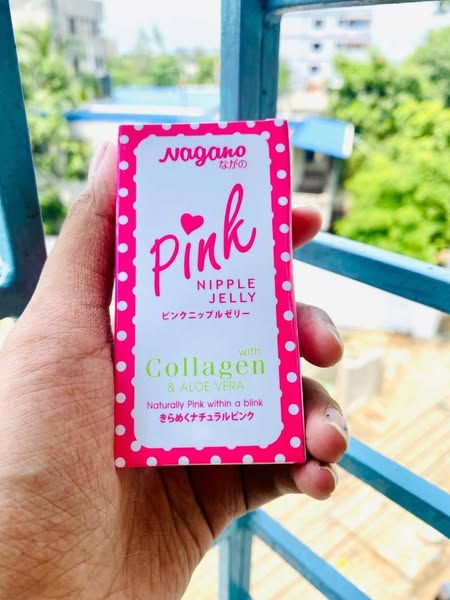 Nagano
ながの
Pink
NIPPLE
JELLY
ピンクニップルゼリー
with
Collagen
& ALOE VERA
Naturally Pink within a blink
きらめくナチュラルピンク